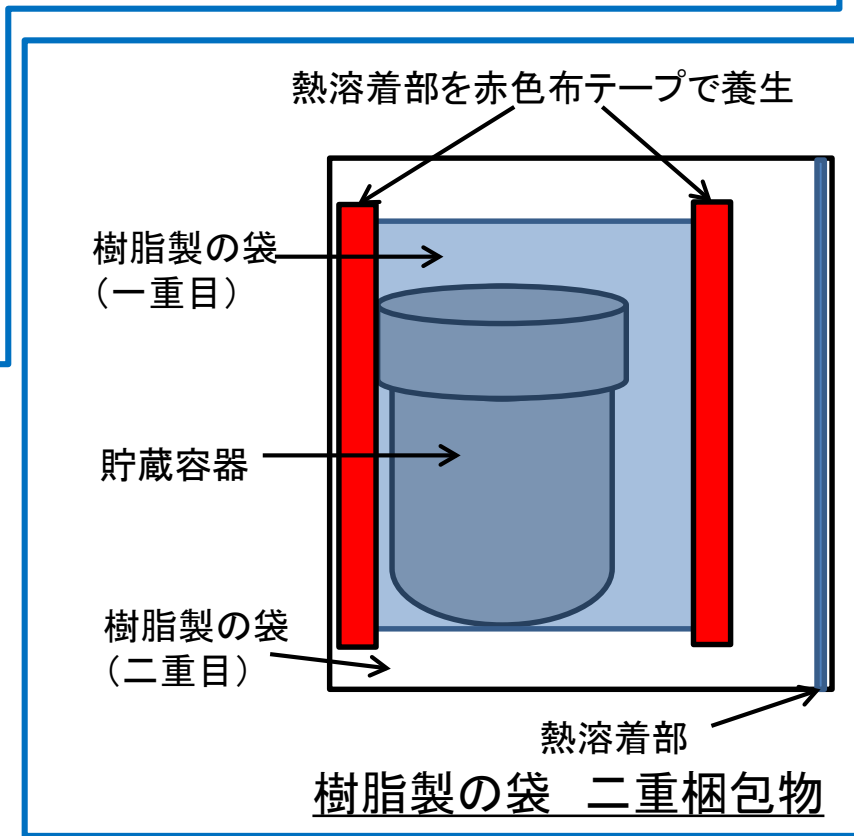 熱溶着部を赤色布テープで養生
樹脂製の袋
(一重目)
貯蔵容器
樹脂製の袋
(二重目)
熱溶着部
樹脂製の袋　二重梱包物